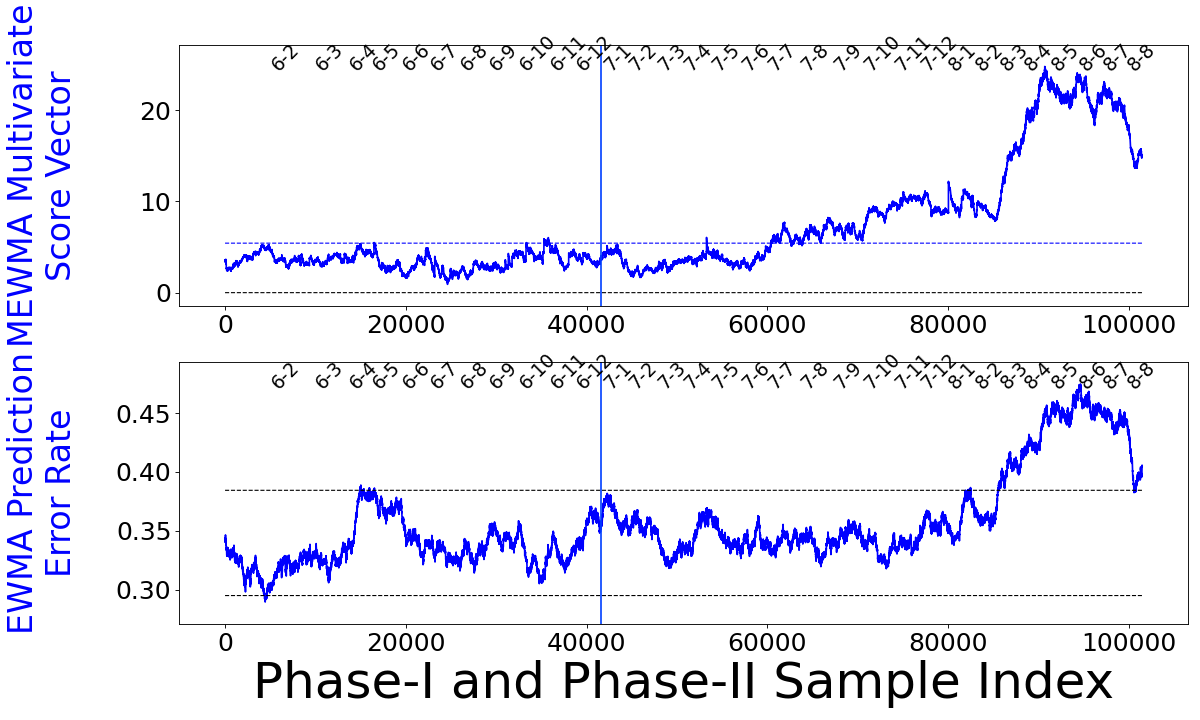 MEWMA Multivariate
Score Vector
6-2 6-3 6-4 6-5 6-6 6-7 6-8 6-9 6-10 6-11 6-12 7-1 7-2 7-3 7-4 7-5 7-6 7-7 7-8 7-9 7-10 7-11 7-12 8-1 8-2 8-3 8-4 8-5 8-6 8-7 8-8
20
10
0
0 20000 40000 60000 80000 100000
EWMA Prediction
Error Rate
6-2 6-3 6-4 6-5 6-6 6-7 6-8 6-9 6-10 6-11 6-12 7-1 7-2 7-3 7-4 7-5 7-6 7-7 7-8 7-9 7-10 7-11 7-12 8-1 8-2 8-3 8-4 8-5 8-6 8-7 8-8
0.45
0.40
0.35
0.30
0 20000 40000 60000 80000 100000
Phase-I and Phase-II Sample Index